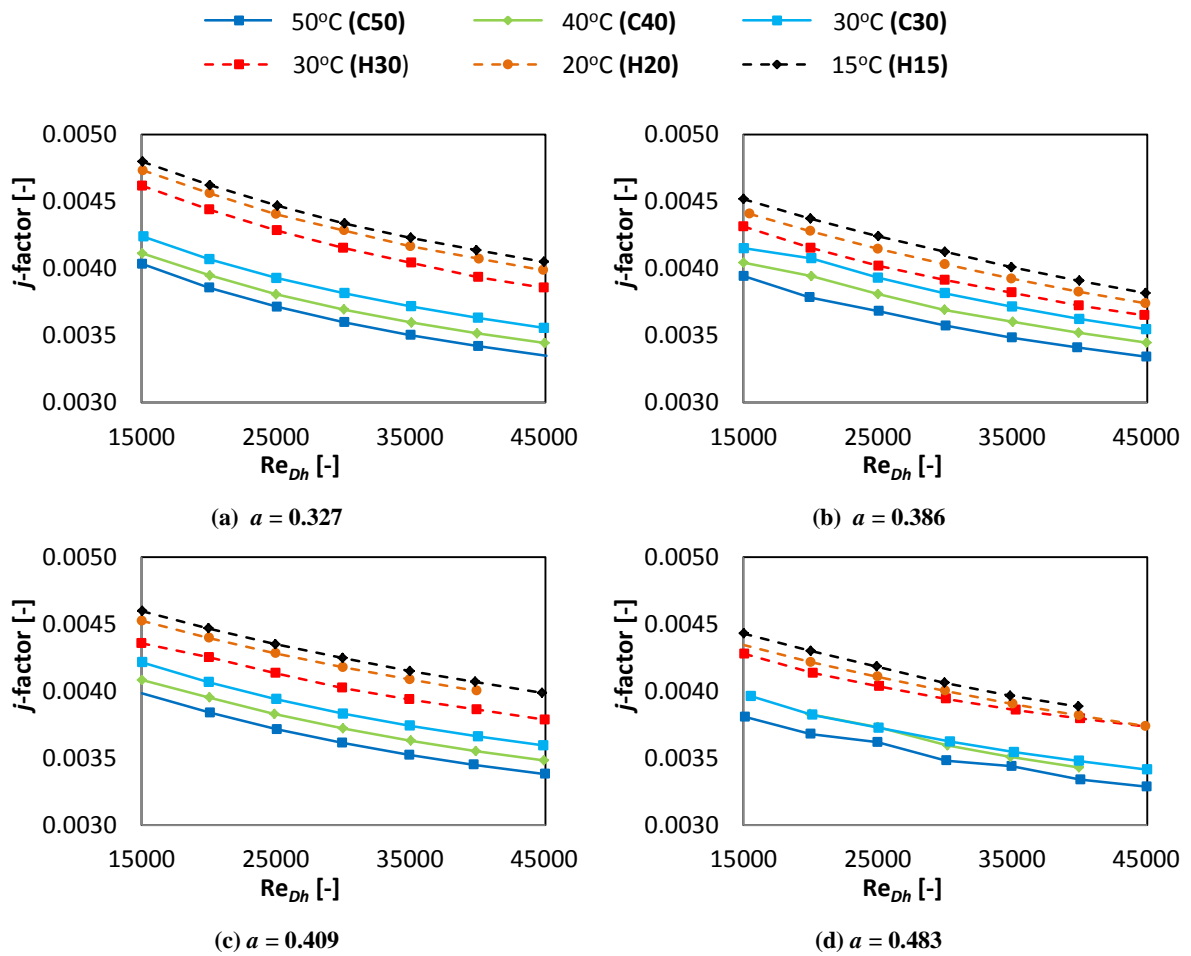 50°C (C50) 40°C (C40) 30°C (C30)
30°C (H30) 20°C (H20) 15°C (H15)
0.0050
0.0045
0.0040
0.0035
0.0030
j-factor [-]
15000 25000 35000 45000
Re_Dh [-]
(a) a = 0.327
0.0050
0.0045
0.0040
0.0035
0.0030
j-factor [-]
15000 25000 35000 45000
Re_Dh [-]
(b) a = 0.386
0.0050
0.0045
0.0040
0.0035
0.0030
j-factor [-]
15000 25000 35000 45000
Re_Dh [-]
(c) a = 0.409
0.0050
0.0045
0.0040
0.0035
0.0030
j-factor [-]
15000 25000 35000 45000
Re_Dh [-]
(d) a = 0.483